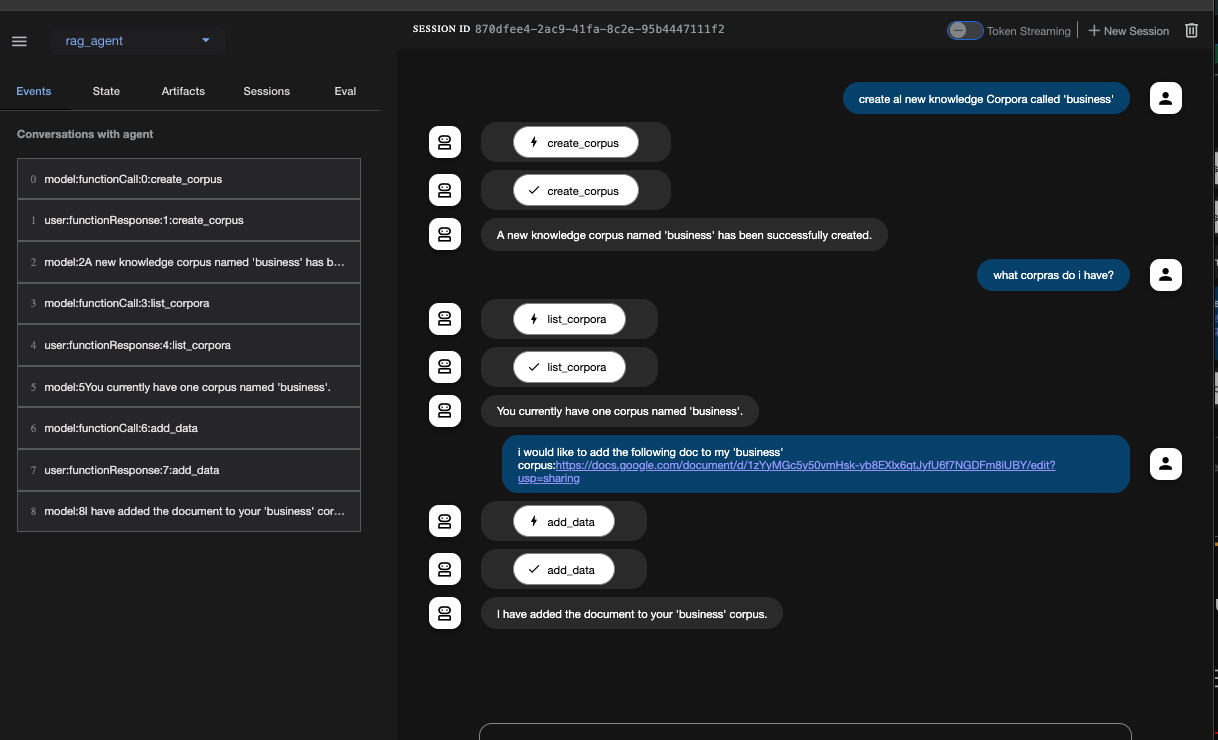 SESSION ID 870dfee4-2ac9-41fa-8c2e-95b4447111f2
Token Streaming
New Session
rag_agent
Events
State
Artifacts
Sessions
Eval
Conversations with agent
0 model:functionCall:0:create_corpus
1 user:functionResponse:1:create_corpus
2 model:2A new knowledge corpus named 'business' has b...
3 model:functionCall:3:list_corpora
4 user:functionResponse:4:list_corpora
5 model:5You currently have one corpus named 'business'.
6 model:functionCall:6:add_data
7 user:functionResponse:7:add_data
8 model:8I have added the document to your 'business' cor...
create al new knowledge Corpora called 'business'
create_corpus
create_corpus
A new knowledge corpus named 'business' has been successfully created.
what corpras do i have?
list_corpora
list_corpora
You currently have one corpus named 'business'.
i would like to add the following doc to my 'business'
corpus:https://docs.google.com/document/d/1zYyMGc5y50vmHsk-yb8EXlx6qtJyfU6f7NGDFm8iUBY/edit?
usp=sharing
add_data
add_data
I have added the document to your 'business' corpus.